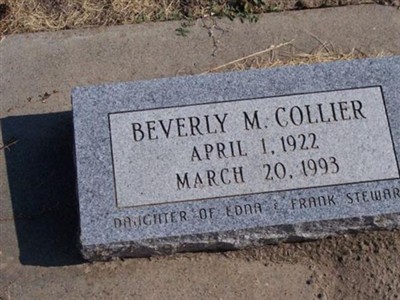 BEVERLY M. COLLIER
APRIL 1, 1922
MARCH 20, 1993
DAUGHTER OF EDNA & FRANK STEWAR